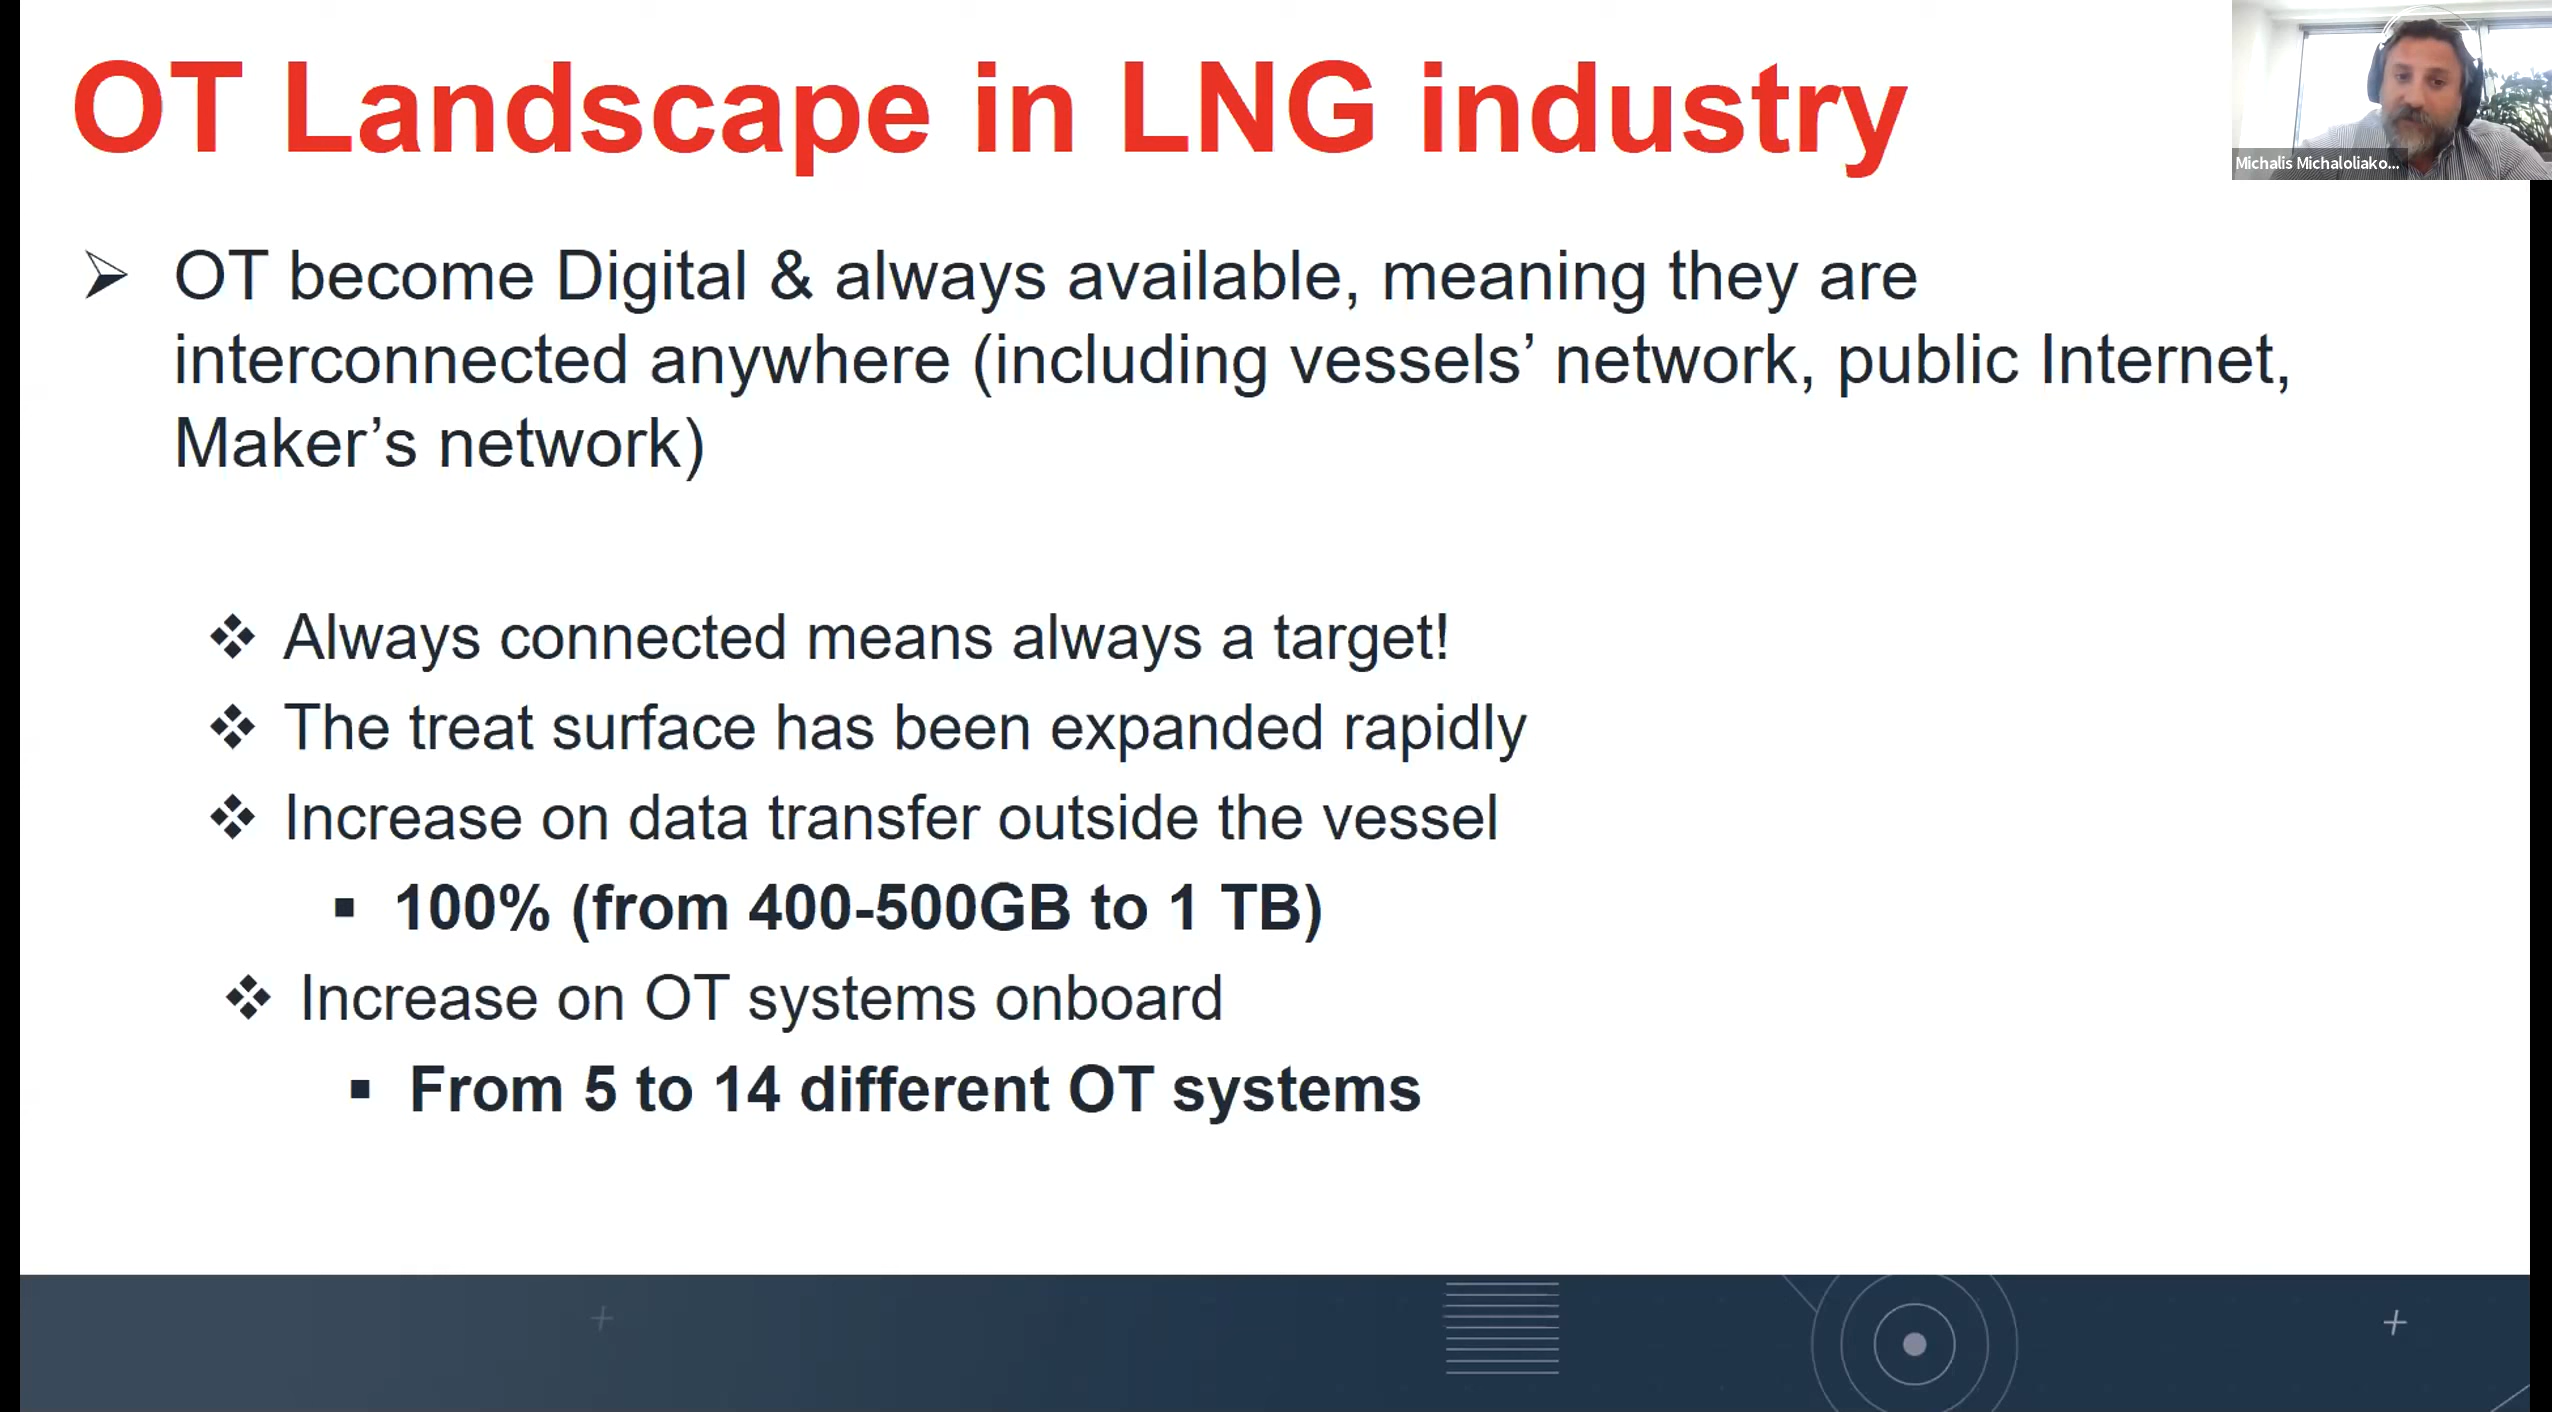 OT Landscape in LNG industry
Michalis Michaloliako...
➢ OT become Digital & always available, meaning they are
interconnected anywhere (including vessels’ network, public Internet,
Maker’s network)
❖ Always connected means always a target!
❖ The treat surface has been expanded rapidly
❖ Increase on data transfer outside the vessel
▪ 100% (from 400-500GB to 1 TB)
❖ Increase on OT systems onboard
▪ From 5 to 14 different OT systems